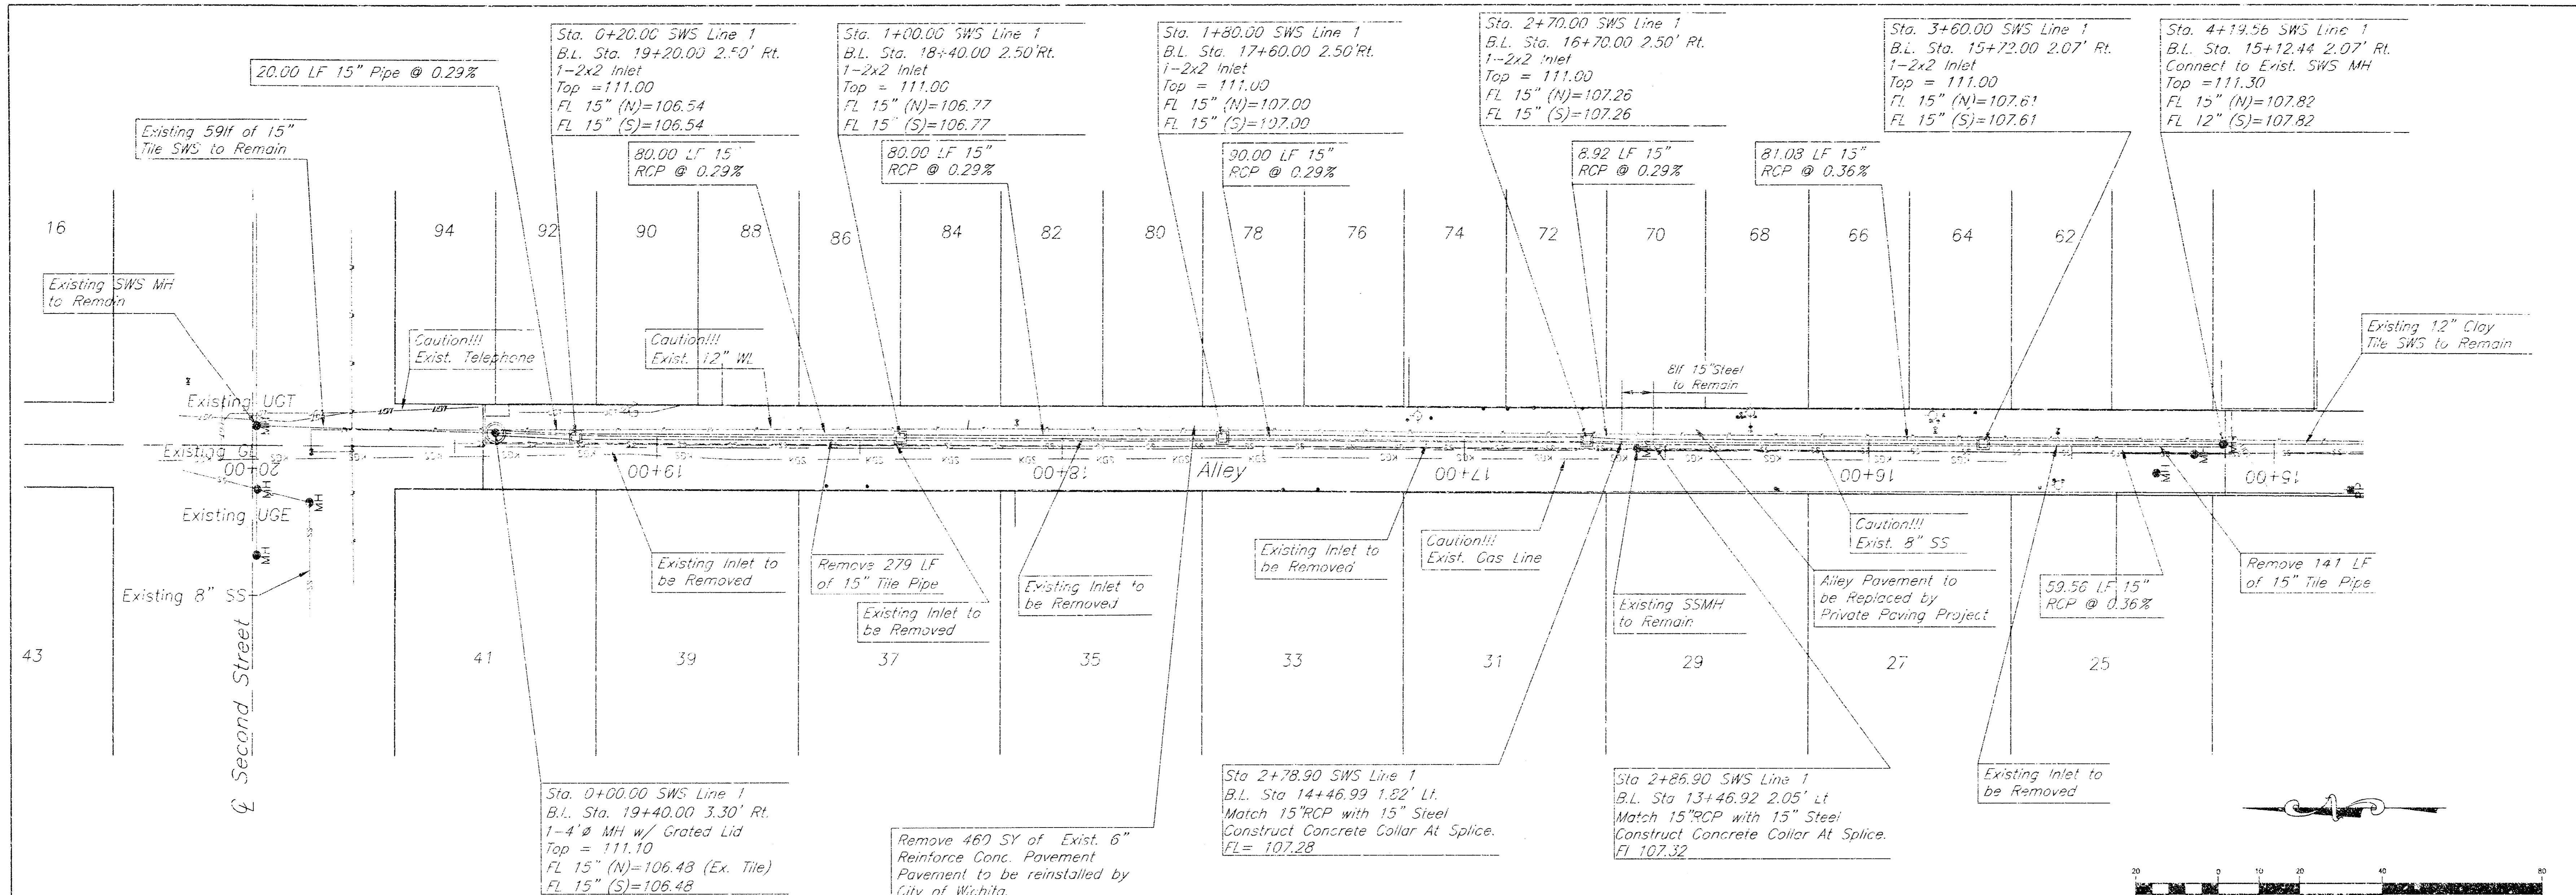 Sta. 0+20.00 SWS Line 1
B.L. Sta. 19+20.00 2.50' Rt.
1-2x2 Inlet
Top =111.00
FL 15" (N)=106.54
FL 15" (S)=106.54
Sta. 1+00.00 SWS Line 1
B.L. Sta. 18+40.00 2.50'Rt.
1-2x2 Inlet
Top = 111.00
FL 15" (N)=106.77
FL 15" (S)=106.77
Sta. 1+80.00 SWS Line 1
B.L. Sta. 17+60.00 2.50'Rt.
1-2x2 Inlet
Top = 111.00
FL 15" (N)=107.00
FL 15" (S)=107.00
Sta. 2+70.00 SWS Line 1
B.L. Sta. 16+70.00 2.50' Rt.
1-2x2 Inlet
Top = 111.00
FL 15" (N)=107.26
FL 15" (S)=107.26
Sta. 3+60.00 SWS Line 1
B.L. Sta. 15+72.00 2.07' Rt.
1-2x2 Inlet
Top = 111.00
FL 15" (N)=107.61
FL 15" (S)=107.61
Sta. 4+19.56 SWS Line 1
B.L. Sta. 15+12.44 2.07' Rt.
Connect to Exist. SWS MH
Top =111.30
FL 15" (N)=107.82
FL 12" (S)=107.82
20.00 LF 15" Pipe @ 0.29%
Existing 59lf of 15"
Tile SWS to Remain
80.00 LF 15"
RCP @ 0.29%
80.00 LF 15"
RCP @ 0.29%
90.00 LF 15"
RCP @ 0.29%
8.92 LF 15"
RCP @ 0.29%
81.08 LF 15"
RCP @ 0.36%
16
94
92
90
88
86
84
82
80
78
76
74
72
70
68
66
64
62
Existing SWS MH
to Remain
Caution!!!
Exist. Telephone
Caution!!!
Exist. 12" WL
8lf 15"Steel
to Remain
Existing 12" Clay
Tile SWS to Remain
Existing UGT
UGT
UGT
MH
Existing GL
20+00
19+00
18+00
Alley
17+00
16+00
15+00
KGS
KGS
KGS
KGS
MH
MH
MH
MH
Existing UGE
Existing 8" SS
Existing Inlet to
be Removed
Remove 279 LF
of 15" Tile Pipe
Existing Inlet to
be Removed
Existing Inlet to
be Removed
Existing Inlet to
be Removed
Caution!!!
Exist. Gas Line
Existing SSMH
to Remain
Alley Pavement to
be Replaced by
Private Paving Project
Caution!!!
Exist. 8" SS
59.56 LF 15"
RCP @ 0.36%
Remove 141 LF
of 15" Tile Pipe
43
℄ Second Street
41
39
37
35
33
31
29
27
25
Sta. 0+00.00 SWS Line 1
B.L. Sta. 19+40.00 3.30' Rt.
1-4'ø MH w/ Grated Lid
Top = 111.10
FL 15" (N)=106.48 (Ex. Tile)
FL 15" (S)=106.48
Remove 460 SY of Exist. 6"
Reinforce Conc. Pavement
Pavement to be reinstalled by
City of Wichita.
Sta 2+78.90 SWS Line 1
B.L. Sta 14+46.99 1.82' Lt.
Match 15"RCP with 15" Steel
Construct Concrete Collar At Splice.
FL= 107.28
Sta 2+86.90 SWS Line 1
B.L. Sta 13+46.92 2.05' Lt
Match 15"RCP with 15" Steel
Construct Concrete Collar At Splice.
Fl 107.32
Existing Inlet to
be Removed
20
0
10
20
40
80